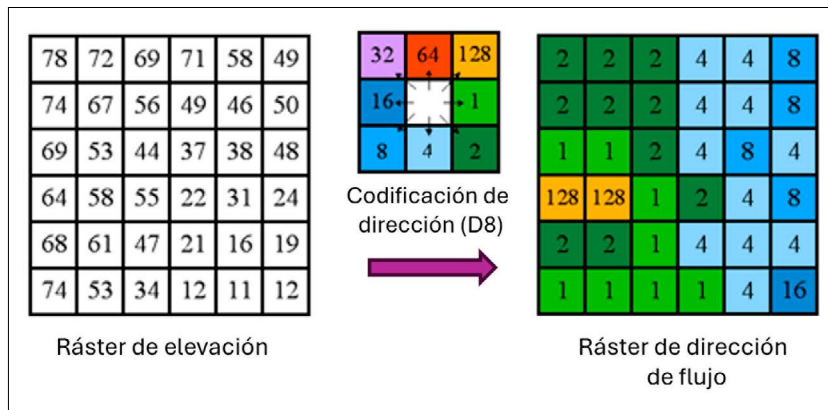 78 72 69 71 58 49
74 67 56 49 46 50
69 53 44 37 38 48
64 58 55 22 31 24
68 61 47 21 16 19
74 53 34 12 11 12
Ráster de elevación
32 64 128
16 1
8 4 2
Codificación de
dirección (D8)
2 2 2 4 4 8
2 2 2 4 4 8
1 1 2 4 8 4
128 128 1 2 4 8
2 2 1 4 4 4
1 1 1 1 4 16
Ráster de dirección
de flujo